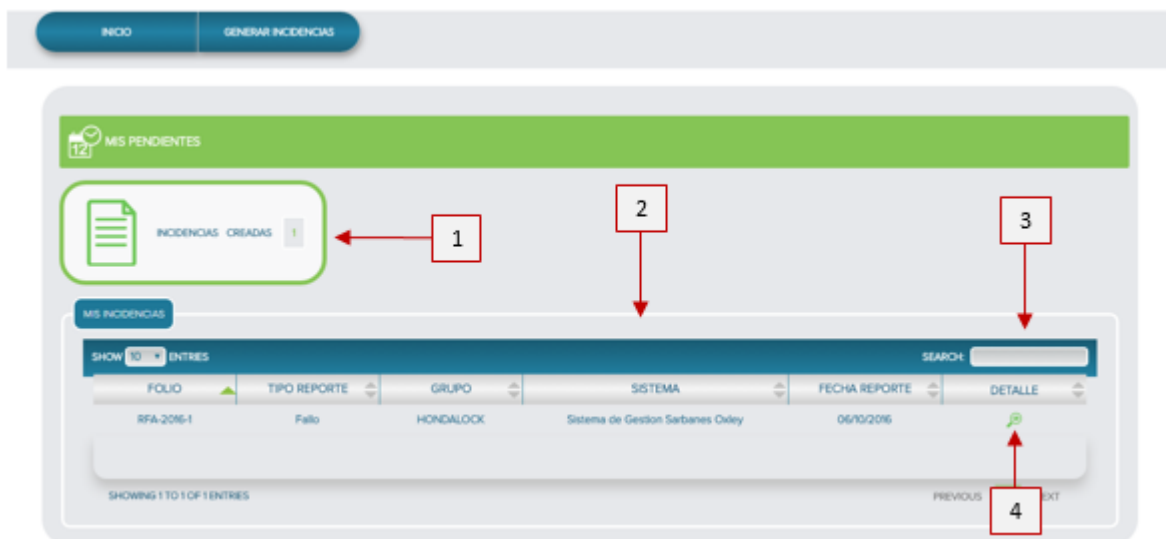 INICIO GENERAR INCIDENCIAS
12 MIS PENDIENTES
INCIDENCIAS CREADAS 1
1
2
3
MIS INCIDENCIAS
SHOW 10 ENTRIES SEARCH:
FOLIO TIPO REPORTE GRUPO SISTEMA FECHA REPORTE DETALLE
RFA-2016-1 Fallo HONDALOCK Sistema de Gestion Sarbanes Oxley 06/10/2016
SHOWING 1 TO 1 OF 1 ENTRIES PREVIOUS EXT
4